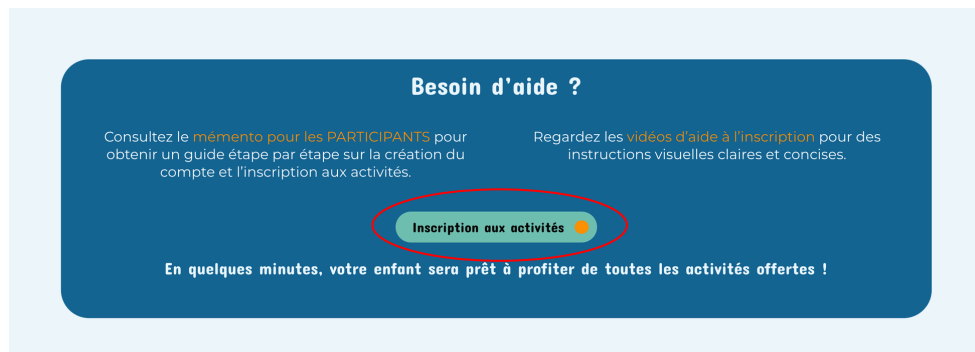 Besoin d'aide ?
Consultez le mémento pour les PARTICIPANTS pour
obtenir un guide étape par étape sur la création du
compte et l'inscription aux activités.
Regardez les vidéos d'aide à l'inscription pour des
instructions visuelles claires et concises.
Inscription aux activités
En quelques minutes, votre enfant sera prêt à profiter de toutes les activités offertes !